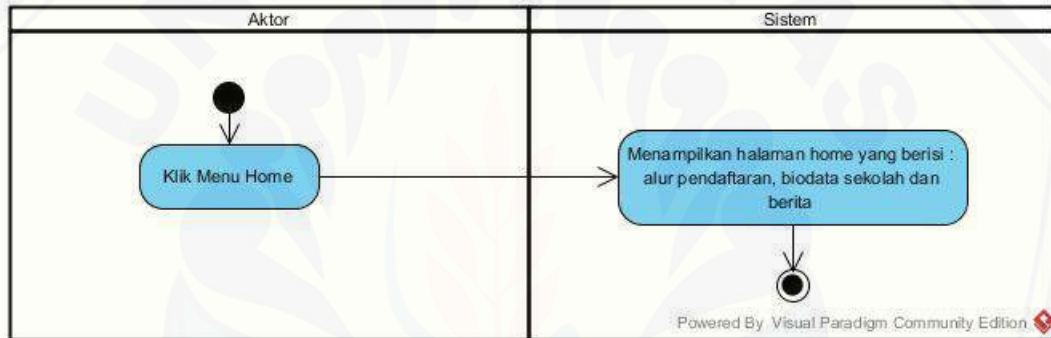 Aktor
Sistem
Klik Menu Home
Menampilkan halaman home yang berisi :
alur pendaftaran, biodata sekolah dan
berita
Powered By Visual Paradigm Community Edition